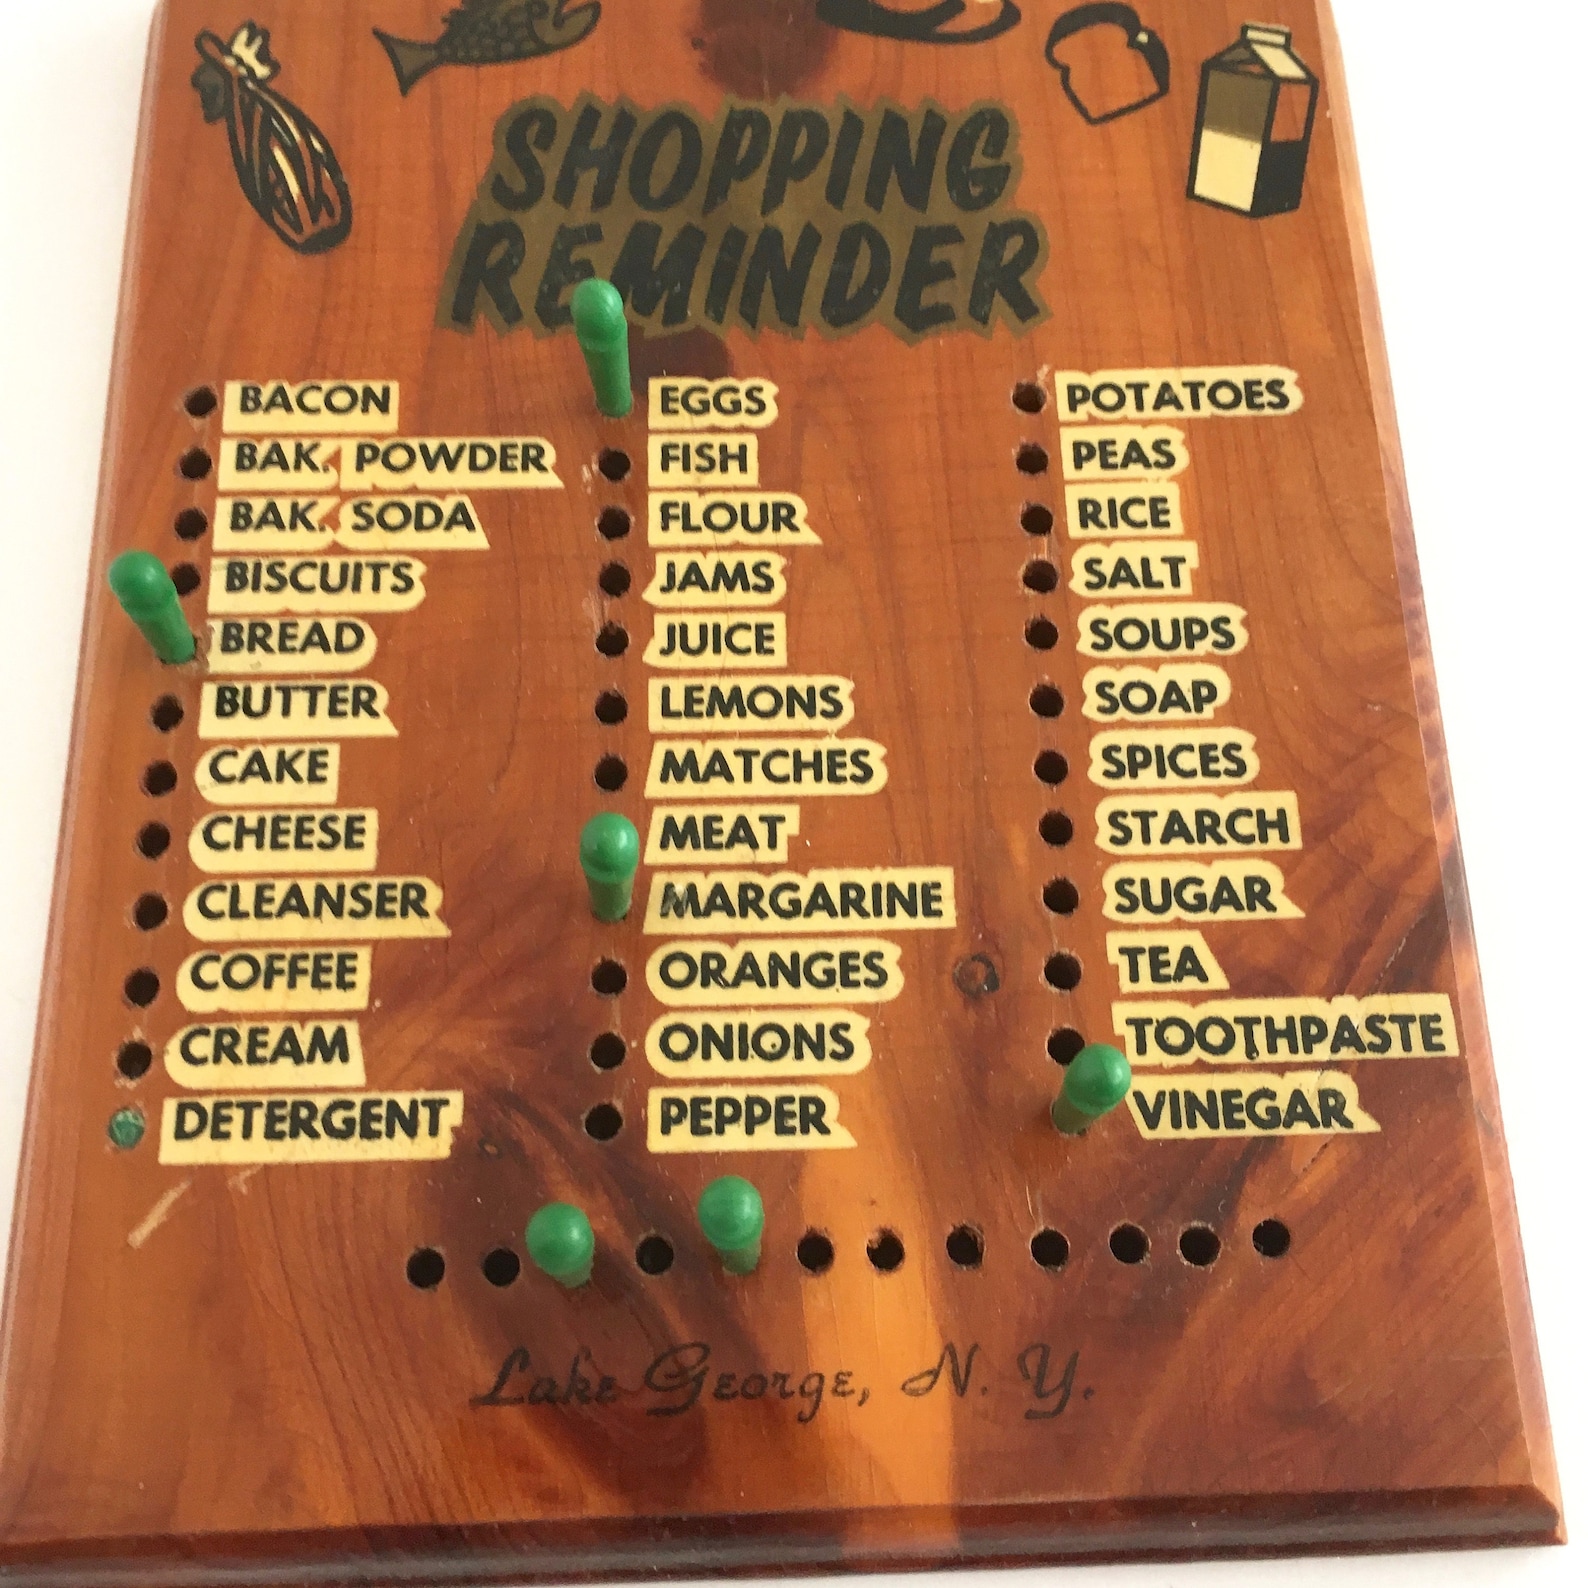 SHOPPING
REMINDER
BACON
BAK. POWDER
BAK. SODA
BISCUITS
BREAD
BUTTER
CAKE
CHEESE
CLEANSER
COFFEE
CREAM
DETERGENT
EGGS
FISH
FLOUR
JAMS
JUICE
LEMONS
MATCHES
MEAT
MARGARINE
ORANGES
ONIONS
PEPPER
POTATOES
PEAS
RICE
SALT
SOUPS
SOAP
SPICES
STARCH
SUGAR
TEA
TOOTHPASTE
VINEGAR
Lake George, N. Y.